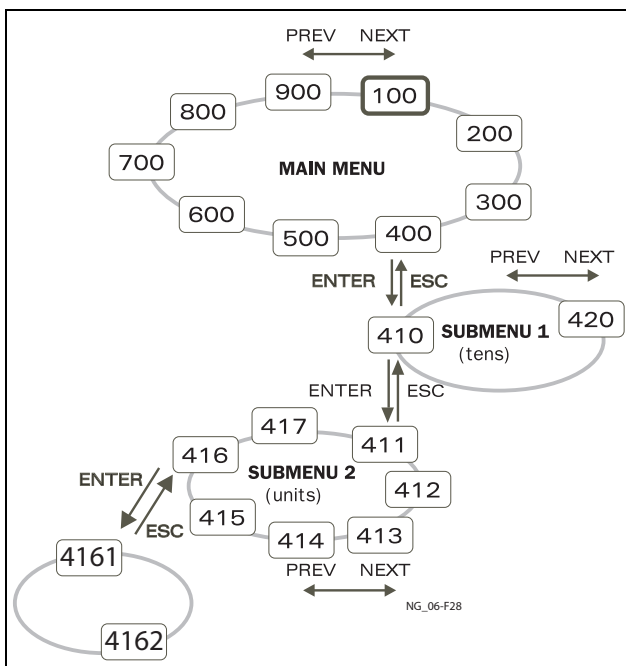 PREV NEXT
900 100
800 200
700 MAIN MENU
600 300
500 400
ENTER ESC
PREV NEXT
410 SUBMENU 1 420
(tens)
ENTER ESC
417 411
416 SUBMENU 2
ENTER (units) 412
ESC 415 414 413
PREV NEXT
4161
NG_06-F28
4162